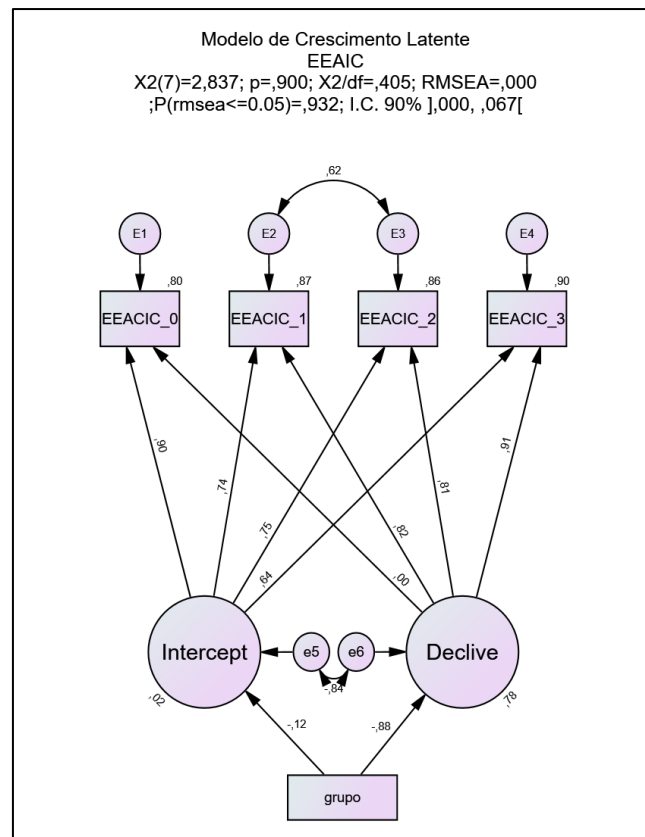 Modelo de Crescimento Latente
EEAIC
X2(7)=2,837; p=,900; X2/df=,405; RMSEA=,000
;P(rmsea<=0.05)=,932; I.C. 90% ],000, ,067[
,62
E1 E2 E3 E4
,80 ,87 ,86 ,90
EEACIC_0 EEACIC_1 EEACIC_2 EEACIC_3
,90 ,74 ,75 ,64 ,00 ,82 ,81 ,91
Intercept e5 e6 Declive
-,84
,02 ,78
-,12 -,88
grupo